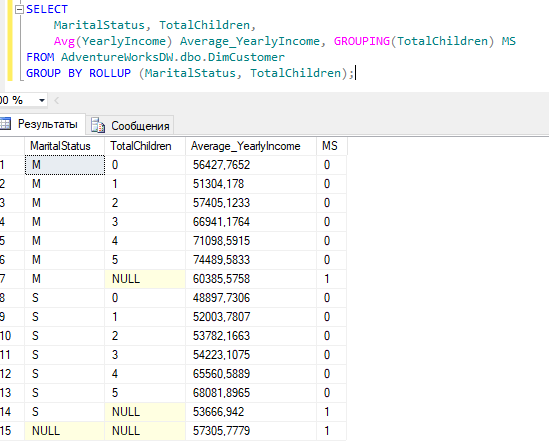 SELECT
MaritalStatus, TotalChildren,
Avg(YearlyIncome) Average_YearlyIncome, GROUPING(TotalChildren) MS
FROM AdventureWorksDW.dbo.DimCustomer
GROUP BY ROLLUP (MaritalStatus, TotalChildren);
00 %
Результаты Сообщения
MaritalStatus TotalChildren Average_YearlyIncome MS
1 M 0 56427,7652 0
2 M 1 51304,178 0
3 M 2 57405,1233 0
4 M 3 66941,1764 0
5 M 4 71098,5915 0
6 M 5 74489,5833 0
7 M NULL 60385,5758 1
8 S 0 48897,7306 0
9 S 1 52003,7807 0
10 S 2 53782,1663 0
11 S 3 54223,1075 0
12 S 4 65560,5889 0
13 S 5 68081,8965 0
14 S NULL 53666,942 1
15 NULL NULL 57305,7779 1